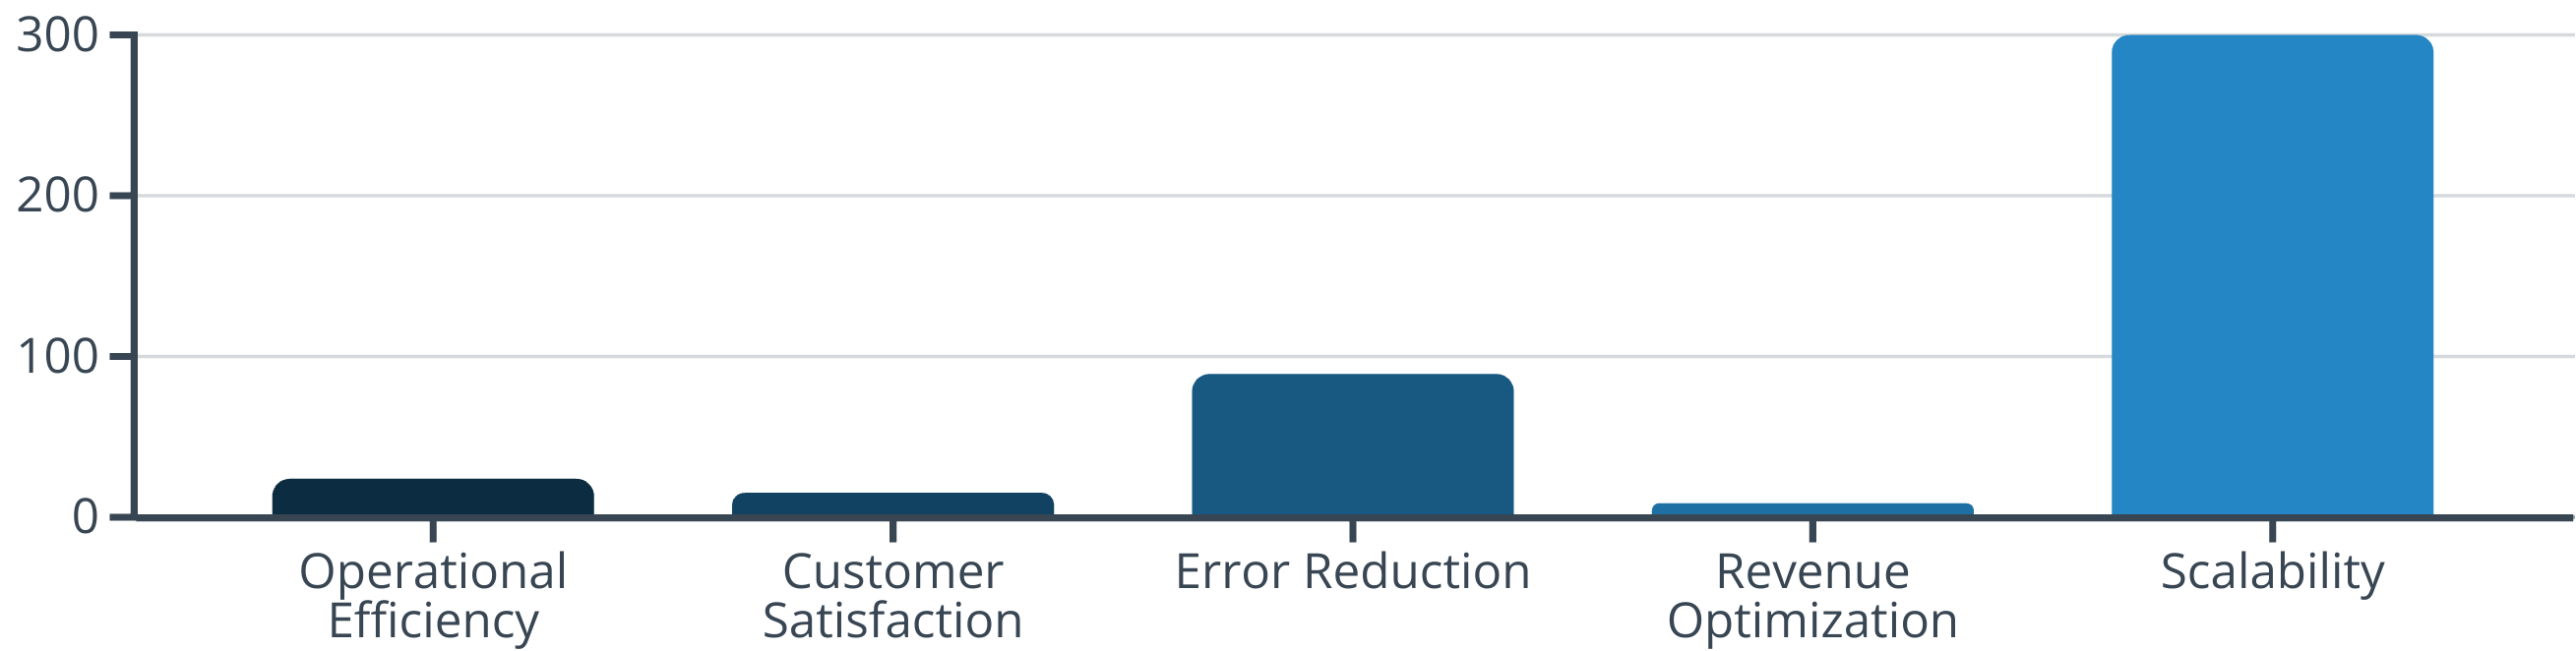 300
200
100
0
Operational
Efficiency
Customer
Satisfaction
Error Reduction
Revenue
Optimization
Scalability